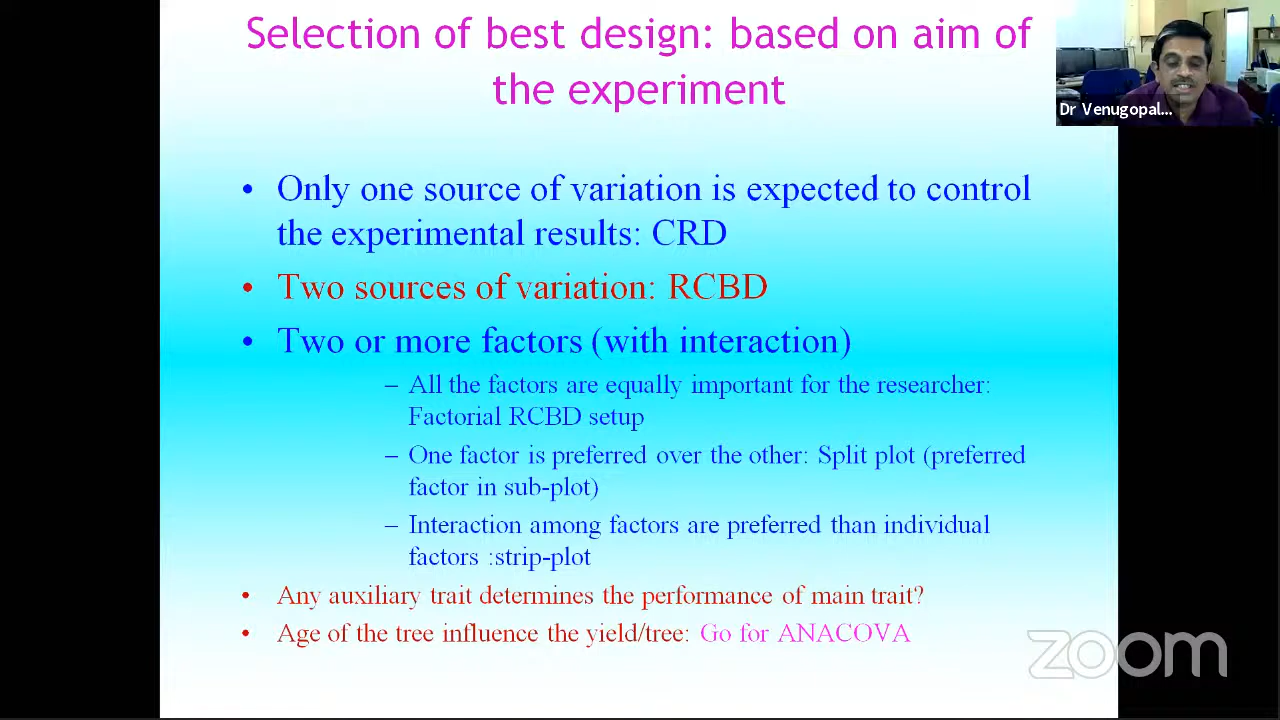 Selection of best design: based on aim of
the experiment
Dr Venugopal...
• Only one source of variation is expected to control
the experimental results: CRD
• Two sources of variation: RCBD
• Two or more factors (with interaction)
– All the factors are equally important for the researcher:
Factorial RCBD setup
– One factor is preferred over the other: Split plot (preferred
factor in sub-plot)
– Interaction among factors are preferred than individual
factors :strip-plot
• Any auxiliary trait determines the performance of main trait?
• Age of the tree influence the yield/tree: Go for ANACOVA
zoom